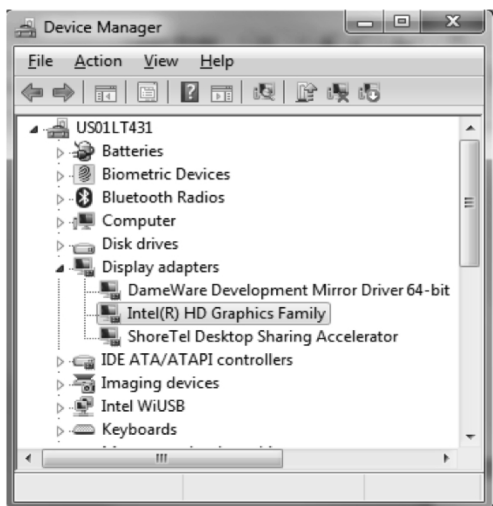 Device Manager
File Action View Help
US01LT431
Batteries
Biometric Devices
Bluetooth Radios
Computer
Disk drives
Display adapters
DameWare Development Mirror Driver 64-bit
Intel(R) HD Graphics Family
ShoreTel Desktop Sharing Accelerator
IDE ATA/ATAPI controllers
Imaging devices
Intel WiUSB
Keyboards